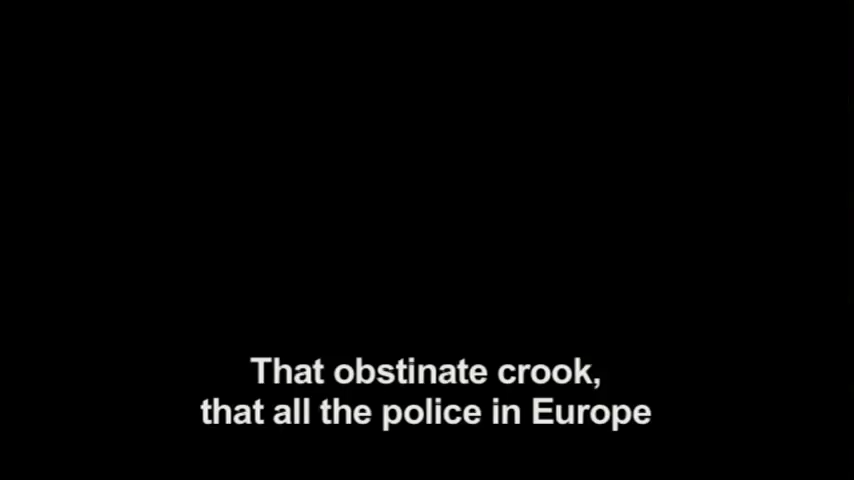 That obstinate crook,
that all the police in Europe